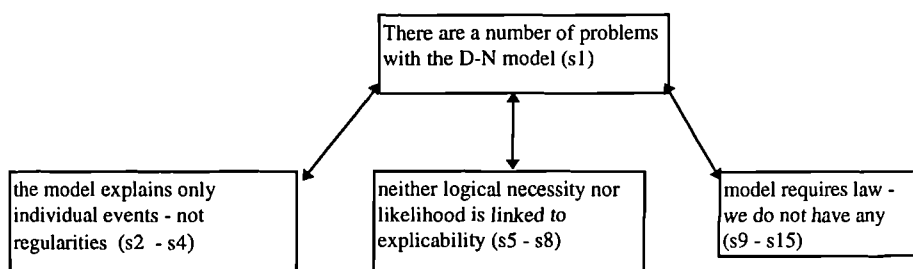 There are a number of problems
with the D-N model (s1)
the model explains only
individual events - not
regularities (s2 - s4)
neither logical necessity nor
likelihood is linked to
explicability (s5 - s8)
model requires law -
we do not have any
(s9 - s15)